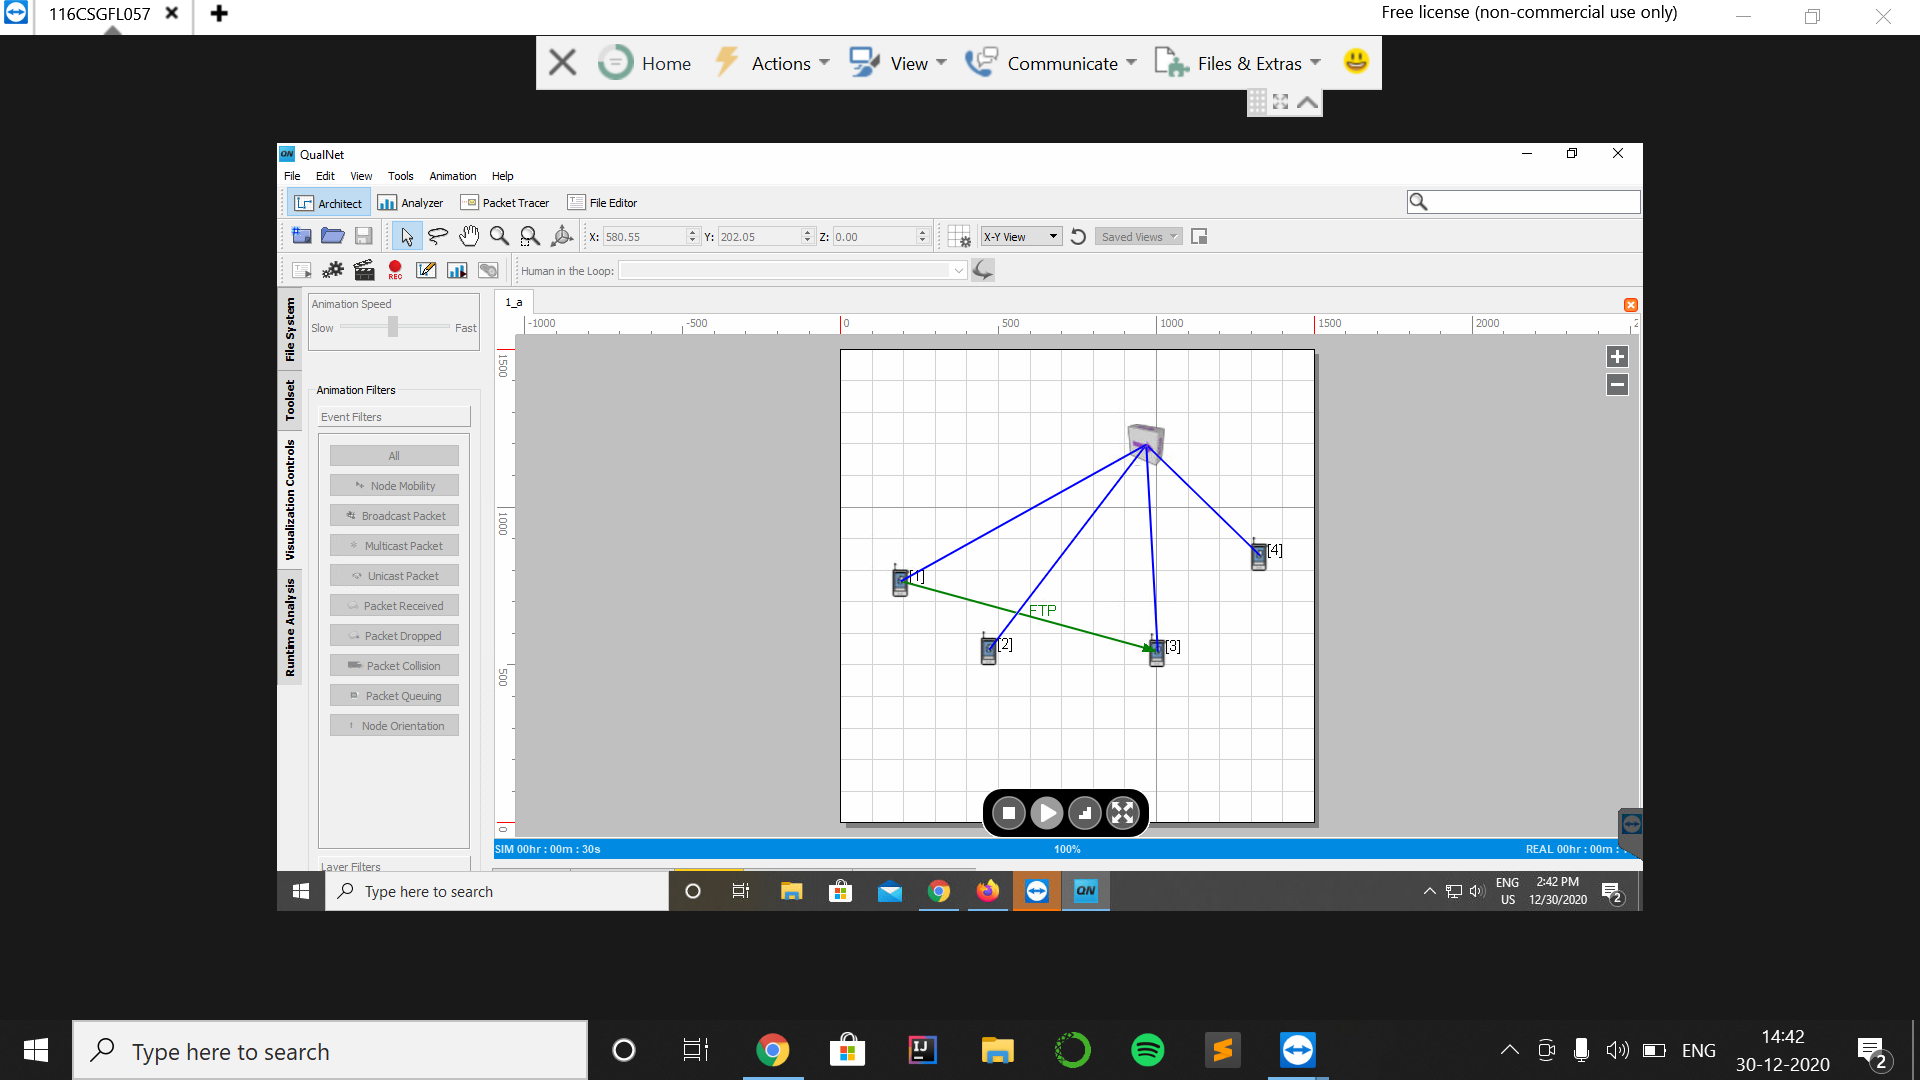 116CSGFL057
Free license (non-commercial use only)
Home Actions View Communicate Files & Extras
QN QualNet
File Edit View Tools Animation Help
Architect Analyzer Packet Tracer File Editor
X: 580.55 Y: 202.05 Z: 0.00 X-Y View Saved Views
REC Human in the Loop:
File System
Toolset
Visualization Controls
Runtime Analysis
Animation Speed
Slow Fast
Animation Filters
Event Filters
All
Node Mobility
Broadcast Packet
Multicast Packet
Unicast Packet
Packet Received
Packet Dropped
Packet Collision
Packet Queuing
Node Orientation
Layer Filters
1_a
-1000 -500 0 500 1000 1500 2000
1500
1000
500
0
[4]
[1]
FTP
[2]
[3]
SIM 00hr : 00m : 30s 100% REAL 00hr : 00m :
Type here to search QN ENG US 2:42 PM 12/30/2020 2
Type here to search IJ ENG 14:42 30-12-2020 2